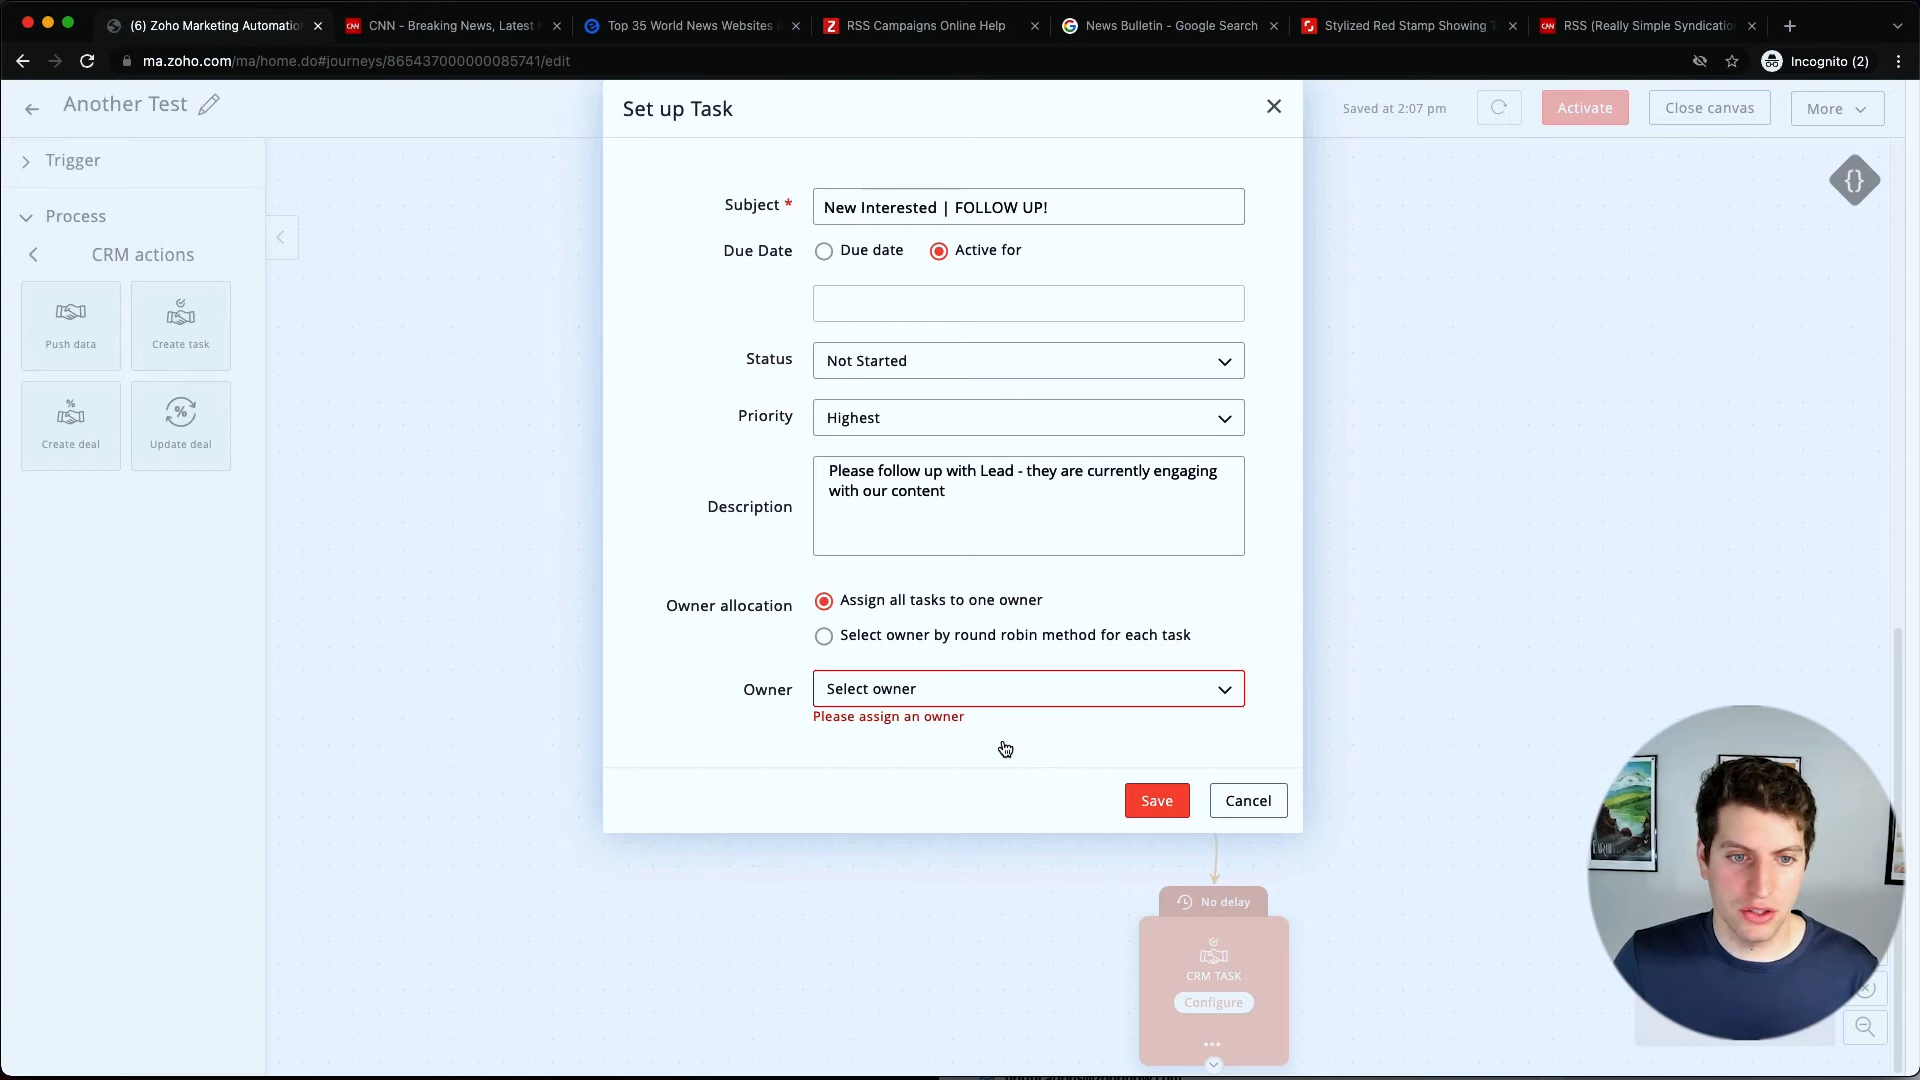 (6) Zoho Marketing Automation
CNN - Breaking News, Latest
Top 35 World News Websites
RSS Campaigns Online Help
News Bulletin - Google Search
Stylized Red Stamp Showing
RSS (Really Simple Syndicatio
ma.zoho.com/ma/home.do#journeys/865437000000085741/edit
Incognito (2)
Another Test
Set up Task
Saved at 2:07 pm
Activate
Close canvas
More
Trigger
Process
CRM actions
Push data
Create task
Create deal
Update deal
Subject *
New Interested | FOLLOW UP!
Due Date
Due date
Active for
Status
Not Started
Priority
Highest
Description
Please follow up with Lead - they are currently engaging
with our content
Owner allocation
Assign all tasks to one owner
Select owner by round robin method for each task
Owner
Select owner
Please assign an owner
Save
Cancel
No delay
CRM TASK
Configure